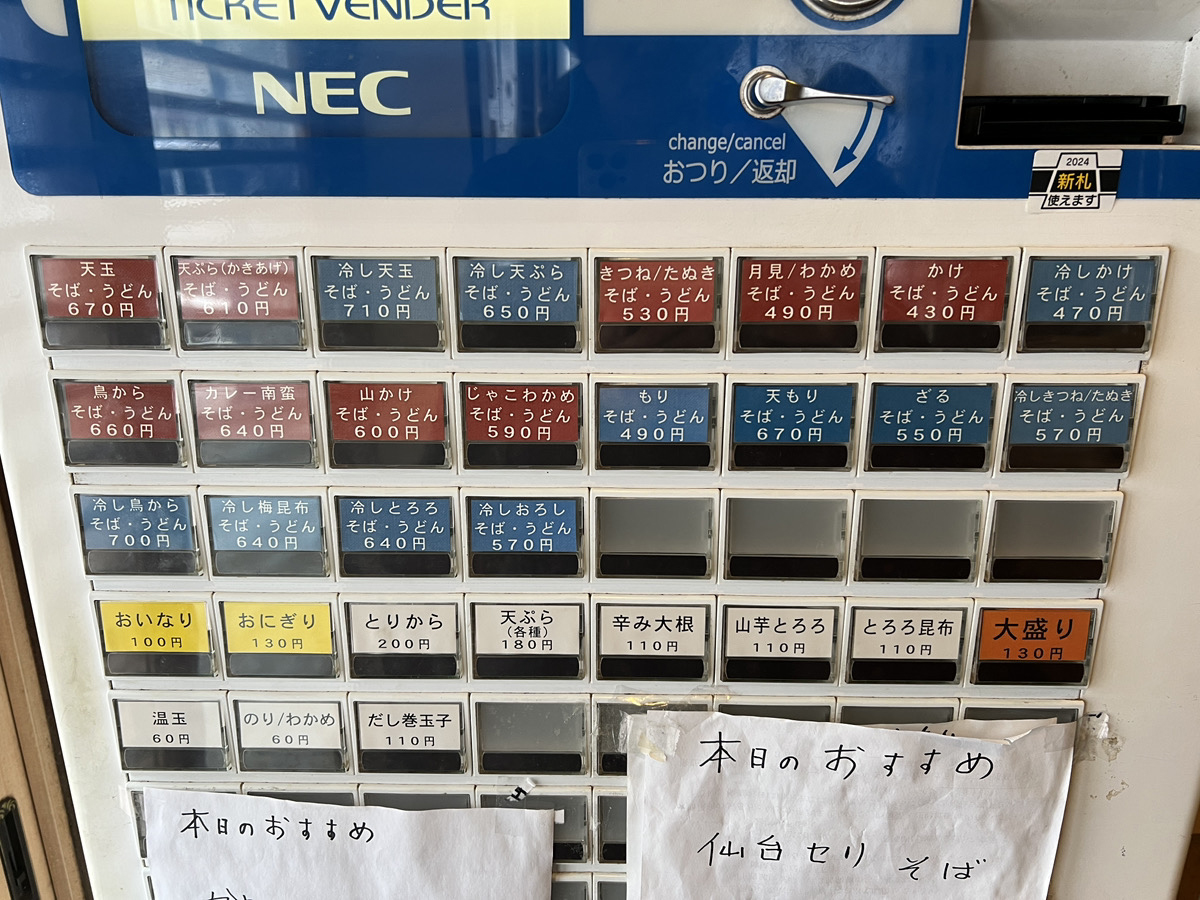 TICKET VENDER
NEC
change/cancel
おつり／返却
2024
新札
使えます
天玉
そば・うどん
670円
天ぷら(かきあげ)
そば・うどん
610円
冷し天玉
そば・うどん
710円
冷し天ぷら
そば・うどん
650円
きつね/たぬき
そば・うどん
530円
月見/わかめ
そば・うどん
490円
かけ
そば・うどん
430円
冷しかけ
そば・うどん
470円
鳥から
そば・うどん
660円
カレー南蛮
そば・うどん
640円
山かけ
そば・うどん
600円
じゃこわかめ
そば・うどん
590円
もり
そば・うどん
490円
天もり
そば・うどん
670円
ざる
そば・うどん
550円
冷しきつね/たぬき
そば・うどん
570円
冷し鳥から
そば・うどん
700円
冷し梅昆布
そば・うどん
640円
冷しとろろ
そば・うどん
640円
冷しおろし
そば・うどん
570円
おいなり
100円
おにぎり
130円
とりから
200円
天ぷら
(各種)
180円
辛み大根
110円
山芋とろろ
110円
とろろ昆布
110円
大盛り
130円
温玉
60円
のり/わかめ
60円
だし巻玉子
110円
本日のおすすめ
仙台セリ
そば
本日のおすすめ